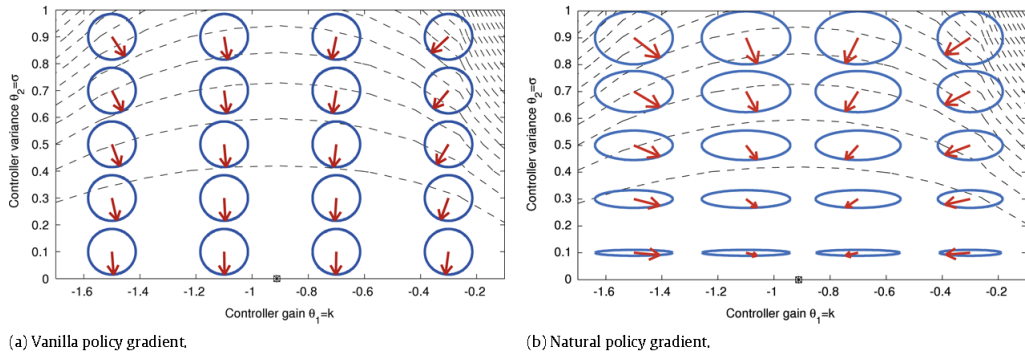 1
0.9
0.8
0.7
0.6
0.5
0.4
0.3
0.2
0.1
0
Controller variance θ2=σ
-1.6 -1.4 -1.2 -1 -0.8 -0.6 -0.4 -0.2
Controller gain θ1=k
(a) Vanilla policy gradient.
1
0.9
0.8
0.7
0.6
0.5
0.4
0.3
0.2
0.1
0
Controller variance θ2=σ
-1.6 -1.4 -1.2 -1 -0.8 -0.6 -0.4 -0.2
Controller gain θ1=k
(b) Natural policy gradient.